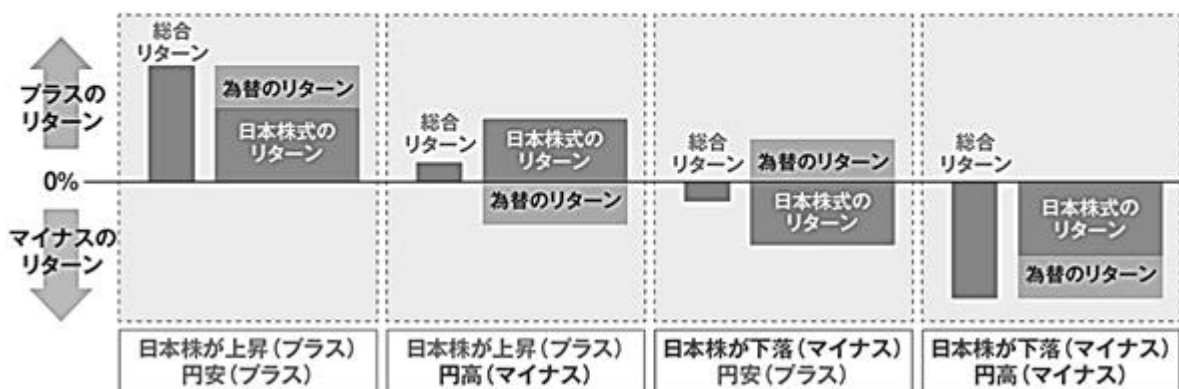 プラスの
リターン
0%
マイナスの
リターン
総合
リターン
為替のリターン
日本株式の
リターン
日本株が上昇(プラス)
円安(プラス)
総合
リターン
日本株式の
リターン
為替のリターン
日本株が上昇(プラス)
円高(マイナス)
総合
リターン
為替のリターン
日本株式の
リターン
日本株が下落(マイナス)
円安(プラス)
総合
リターン
日本株式の
リターン
為替のリターン
日本株が下落(マイナス)
円高(マイナス)